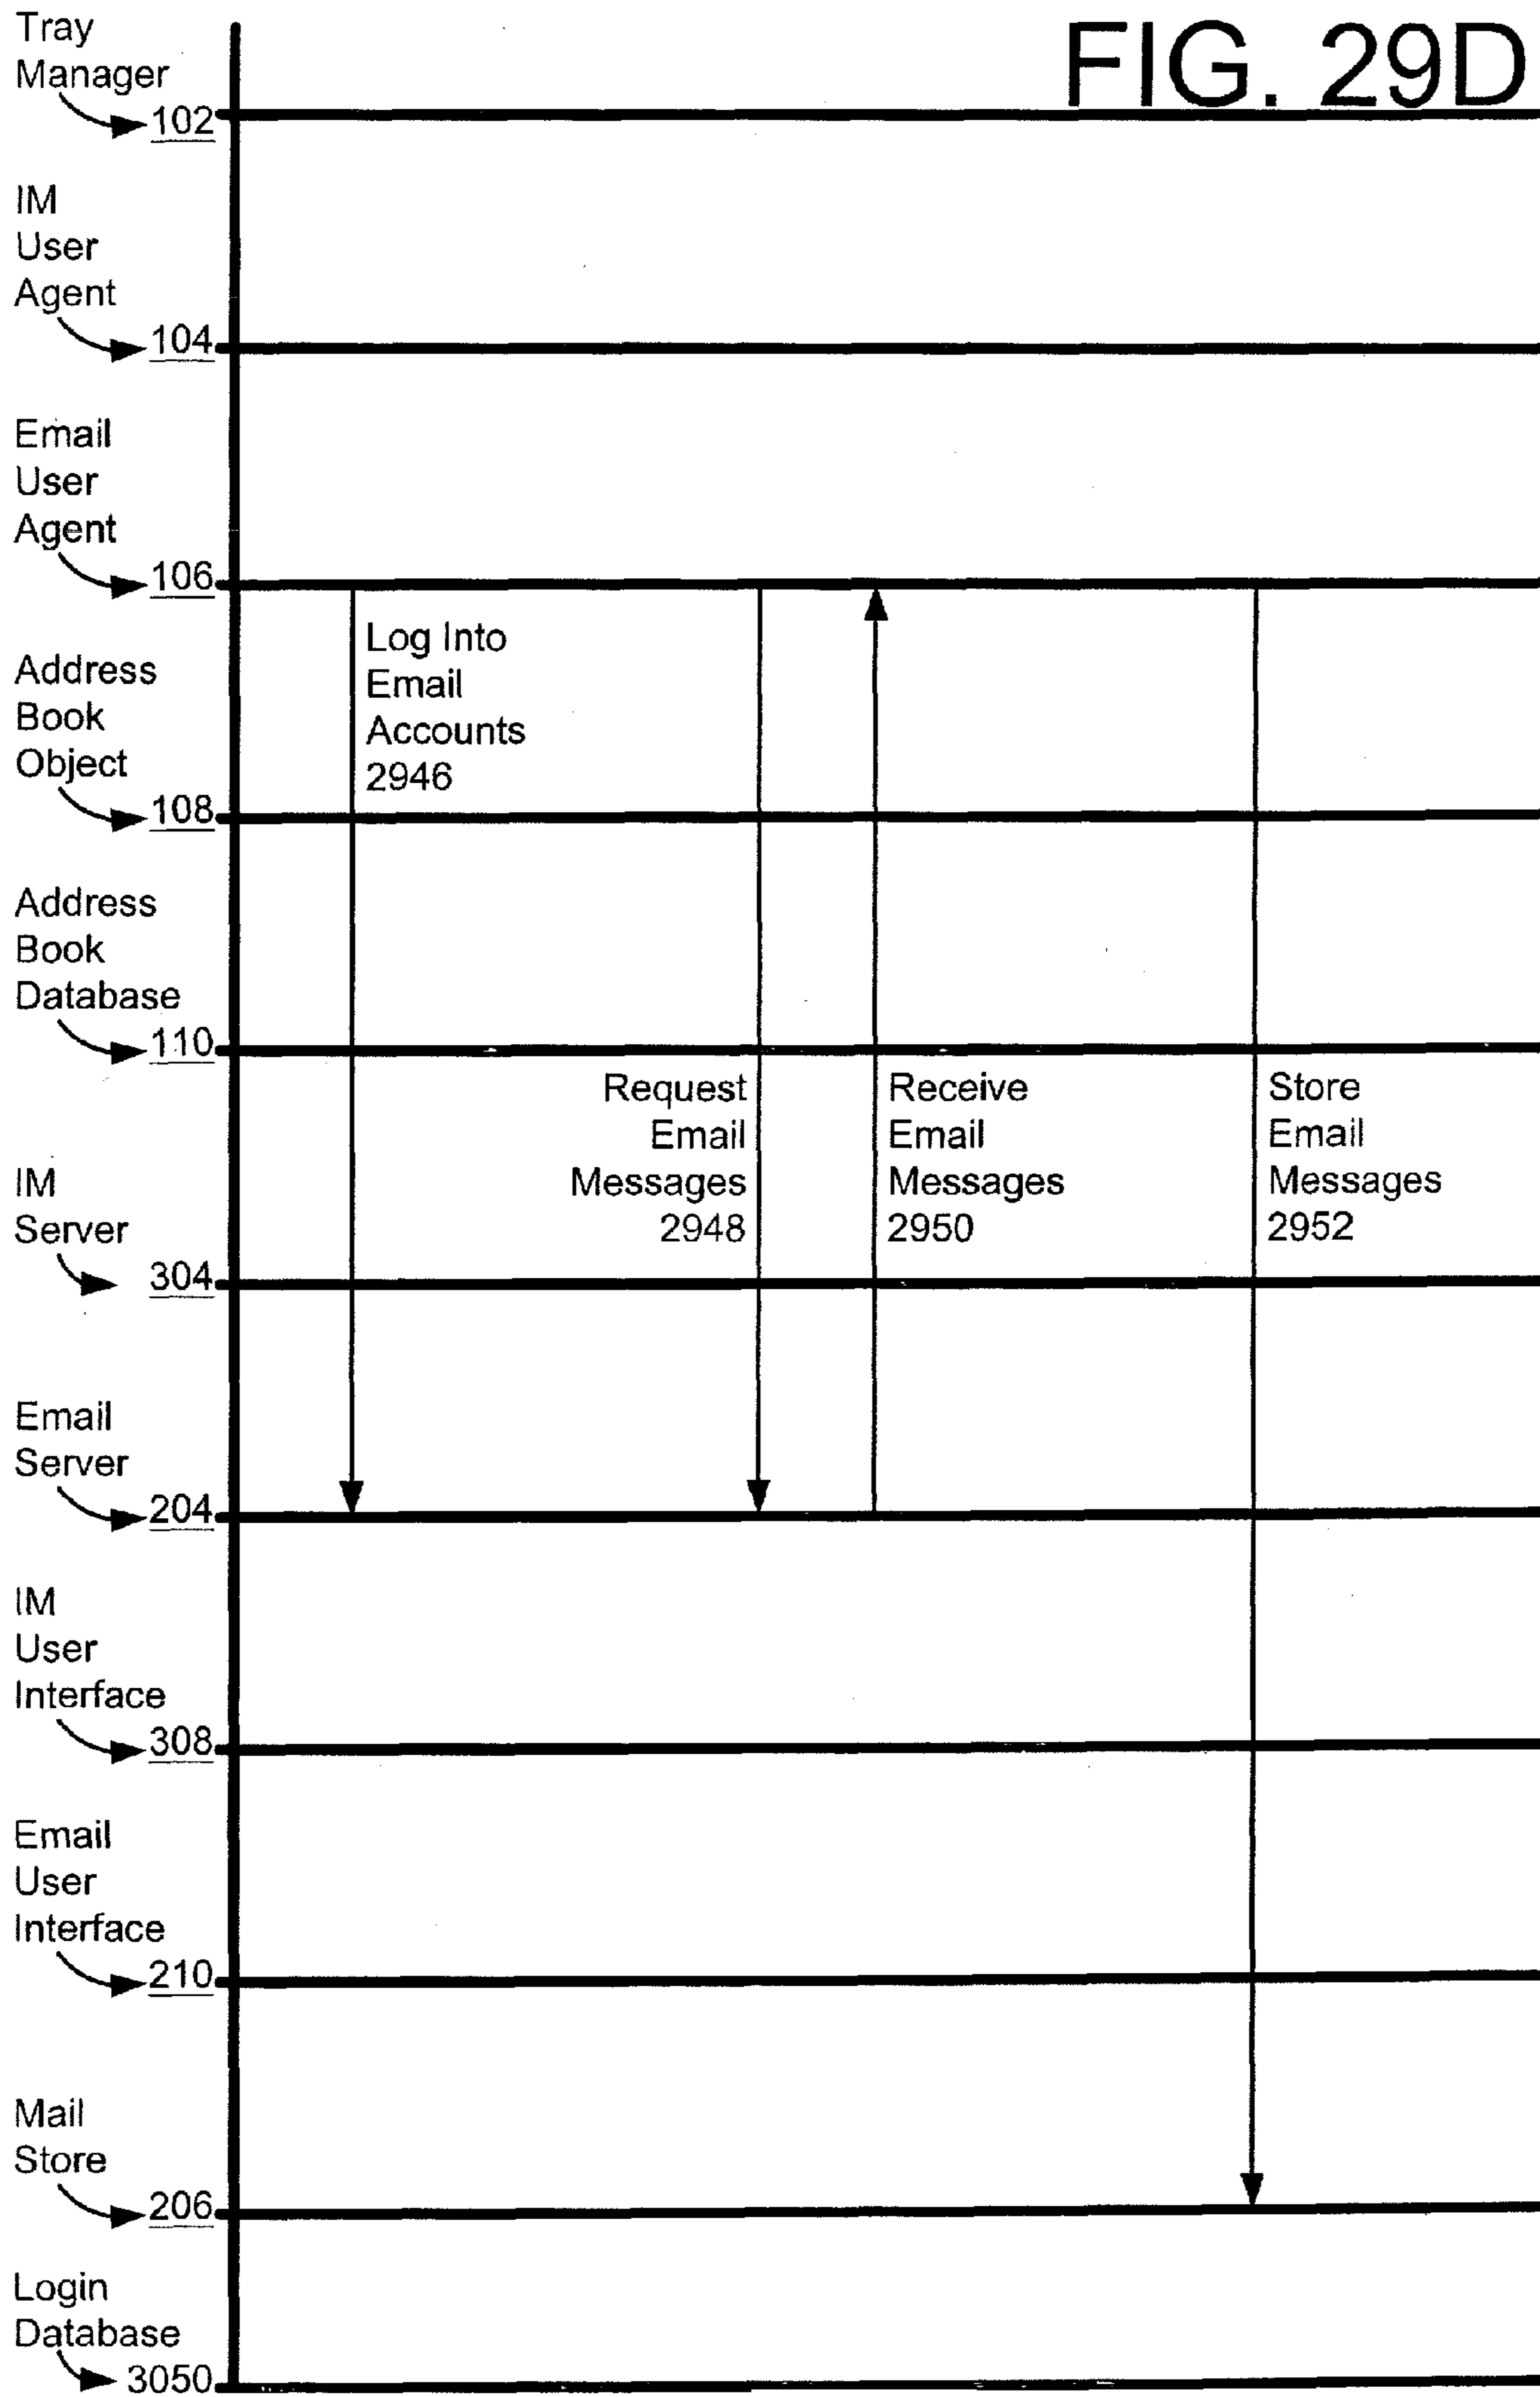 FIG. 29D
Tray
Manager
102
IM
User
Agent
104
Email
User
Agent
106
Log Into
Email
Accounts
2946
Address
Book
Object
108
Address
Book
Database
110
Request
Email
Messages
2948
Receive
Email
Messages
2950
Store
Email
Messages
2952
IM
Server
304
Email
Server
204
IM
User
Interface
308
Email
User
Interface
210
Mail
Store
206
Login
Database
3050